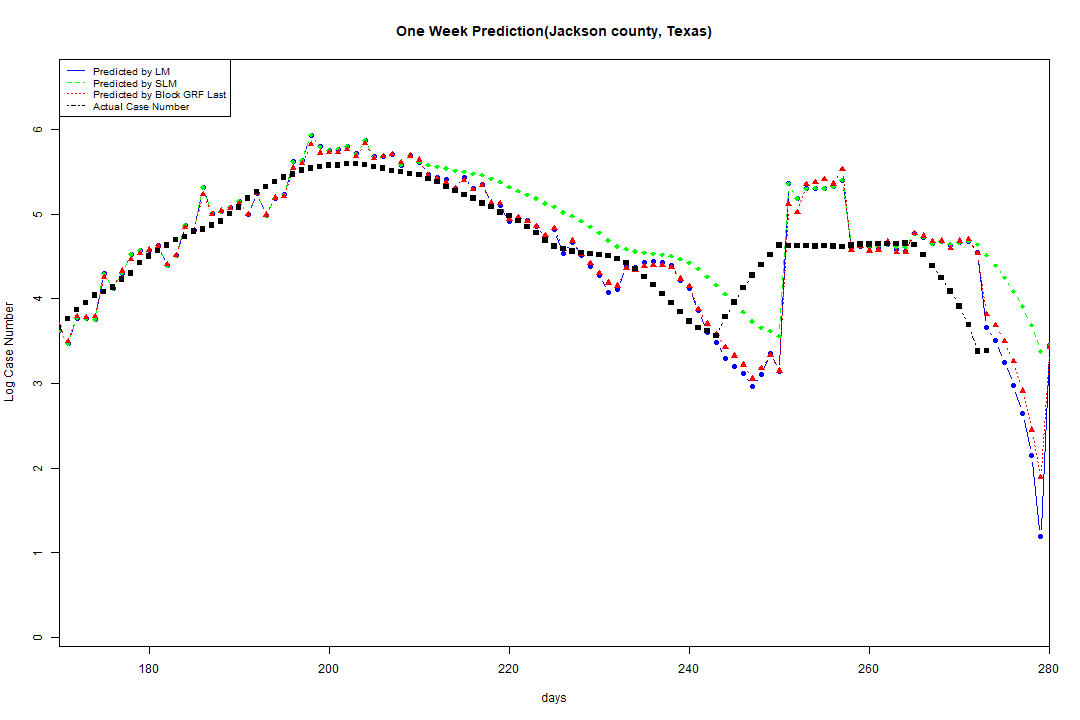 One Week Prediction(Jackson county, Texas)
Predicted by LM
Predicted by SLM
Predicted by Block GRF Last
Actual Case Number
Log Case Number
6
5
4
3
2
1
0
180 200 220 240 260 280
days